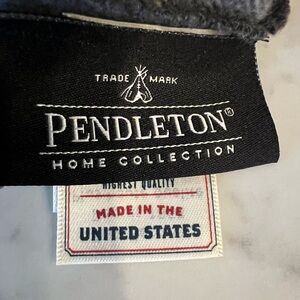 TRADE MARK
PENDLETON®
HOME COLLECTION
HIGHEST QUALITY
MADE IN THE
UNITED STATES